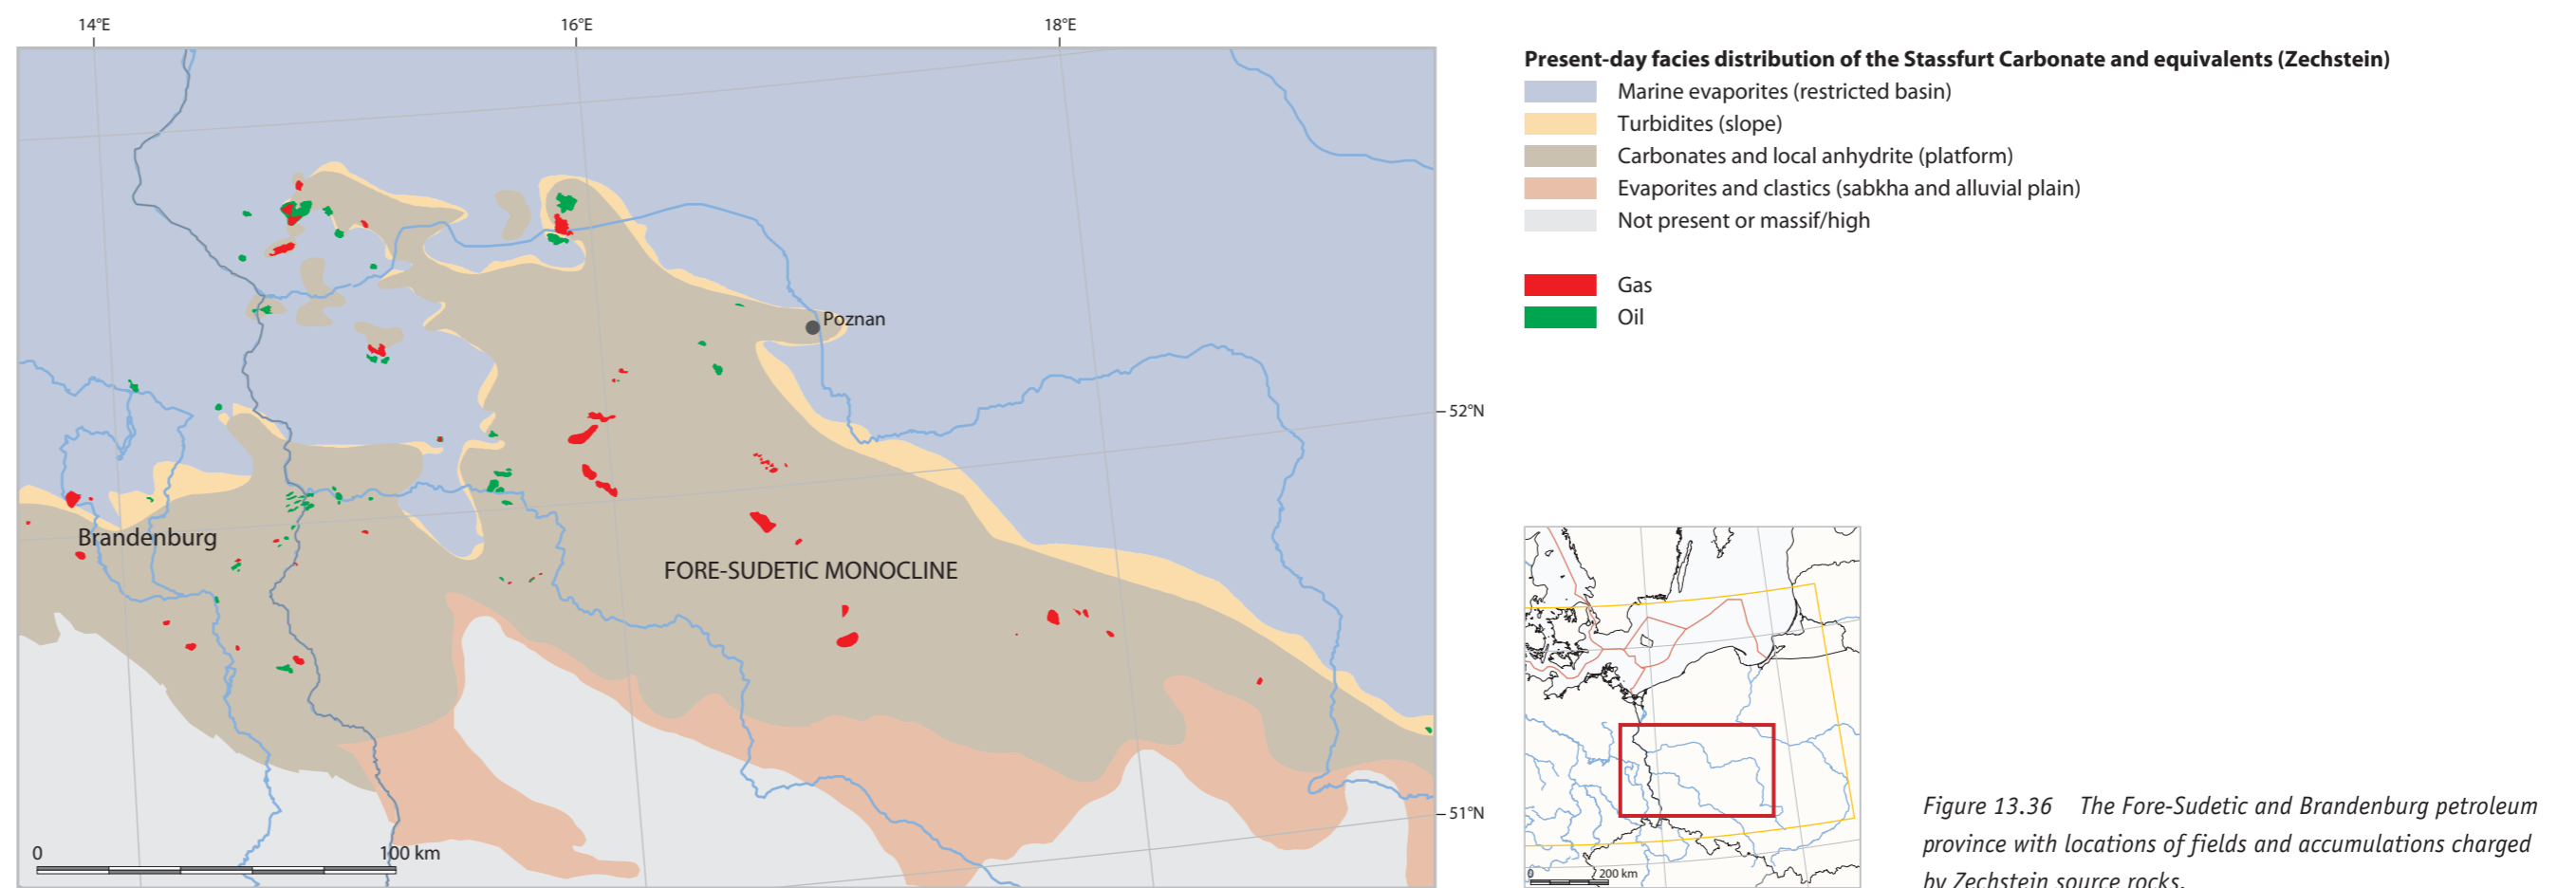 14°E
16°E
18°E
Poznan
52°N
Brandenburg
FORE-SUDETIC MONOCLINE
51°N
0
100 km
Present-day facies distribution of the Stassfurt Carbonate and equivalents (Zechstein)
Marine evaporites (restricted basin)
Turbidites (slope)
Carbonates and local anhydrite (platform)
Evaporites and clastics (sabkha and alluvial plain)
Not present or massif/high
Gas
Oil
0
200 km
Figure 13.36 The Fore-Sudetic and Brandenburg petroleum
province with locations of fields and accumulations charged
by Zechstein source rocks.